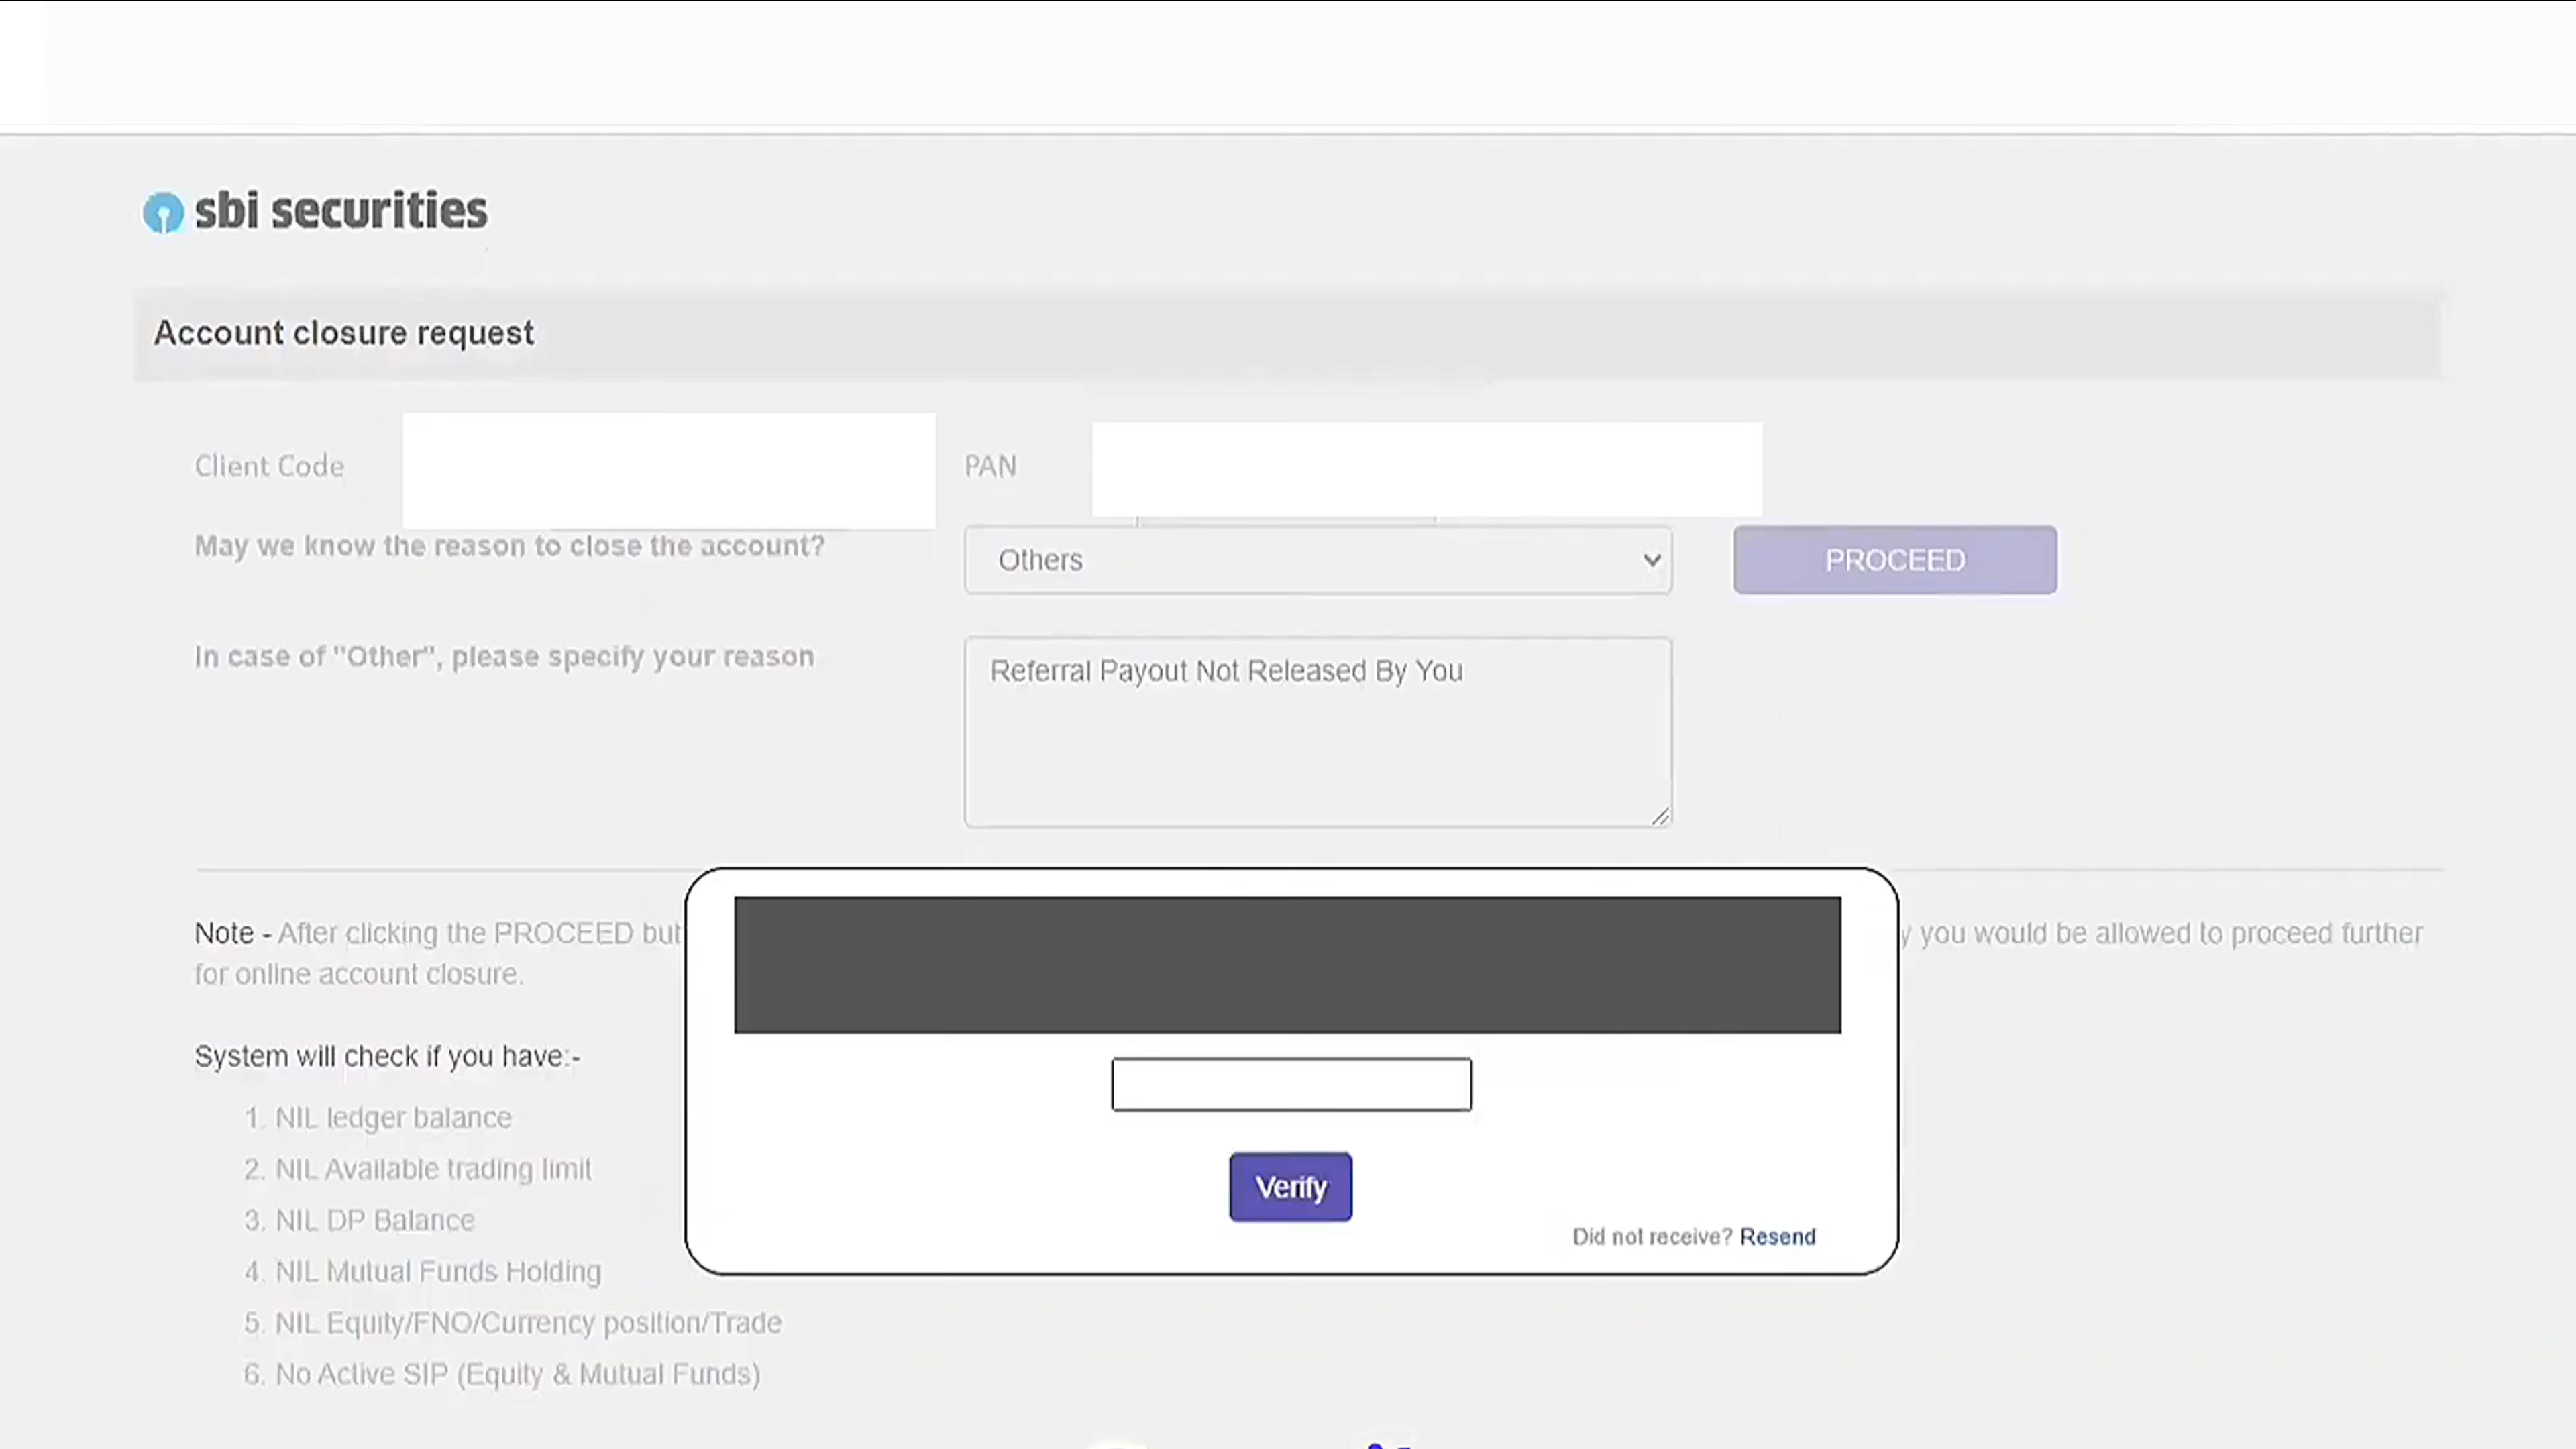 sbi securities
Account closure request
Client Code
PAN
May we know the reason to close the account?
Others
PROCEED
In case of "Other", please specify your reason
Referral Payout Not Released By You
Note - After clicking the PROCEED but
you would be allowed to proceed further
for online account closure.
System will check if you have:-
1. NIL ledger balance
2. NIL Available trading limit
3. NIL DP Balance
4. NIL Mutual Funds Holding
5. NIL Equity/FNO/Currency position/Trade
6. No Active SIP (Equity & Mutual Funds)
Verify
Did not receive? Resend